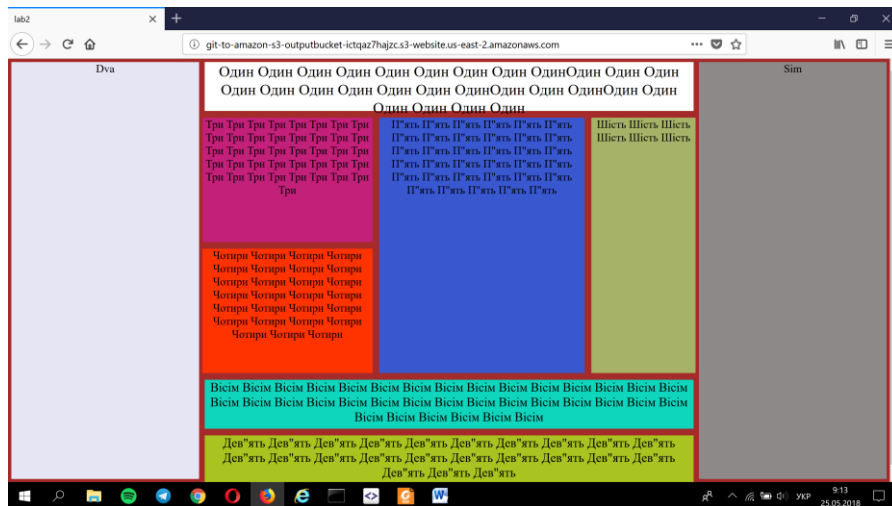 lab2
git-to-amazon-s3-outputbucket-ictqaz7hajzc.s3-website.us-east-2.amazonaws.com
Dva
Один Один Один Один Один Один Один Один ОдинОдин Один Один
Один Один Один Один Один Один ОдинОдин Один ОдинОдин Один
Один Один Один Один
Sim
Три Три Три Три Три Три Три Три
Три Три Три Три Три Три Три Три
Три Три Три Три Три Три Три Три
Три Три Три Три Три Три Три Три
Три Три Три Три Три Три Три Три
Три
П"ять П"ять П"ять П"ять П"ять П"ять
П"ять П"ять П"ять П"ять П"ять П"ять
П"ять П"ять П"ять П"ять П"ять П"ять
П"ять П"ять П"ять П"ять П"ять П"ять
П"ять П"ять П"ять П"ять П"ять П"ять
П"ять П"ять П"ять П"ять П"ять
Шість Шість Шість
Шість Шість Шість
Чотири Чотири Чотири Чотири
Чотири Чотири Чотири Чотири
Чотири Чотири Чотири Чотири
Чотири Чотири Чотири Чотири
Чотири Чотири Чотири Чотири
Чотири Чотири Чотири Чотири
Чотири Чотири Чотири
Вісім Вісім Вісім Вісім Вісім Вісім Вісім Вісім Вісім Вісім Вісім Вісім Вісім Вісім Вісім
Вісім Вісім Вісім Вісім Вісім Вісім Вісім Вісім Вісім Вісім Вісім Вісім Вісім Вісім Вісім
Вісім Вісім Вісім Вісім Вісім Вісім
Дев"ять Дев"ять Дев"ять Дев"ять Дев"ять Дев"ять Дев"ять Дев"ять Дев"ять Дев"ять
Дев"ять Дев"ять Дев"ять Дев"ять Дев"ять Дев"ять Дев"ять Дев"ять Дев"ять Дев"ять
Дев"ять Дев"ять Дев"ять
УКР
9:13
25.05.2018